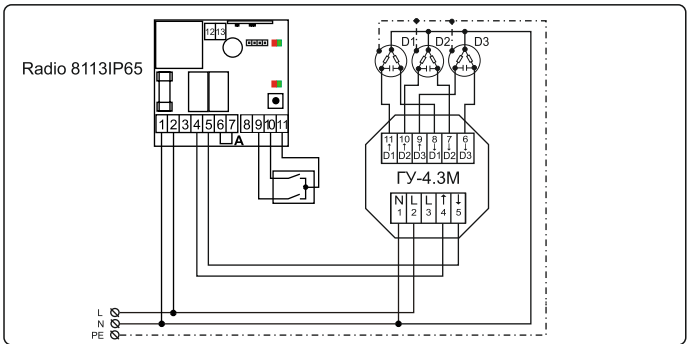 12 13
Radio 8113IP65
D1 D2 D3
1 2 3 4 5 6 7 8 9 10 11
A
11 10 9 8 7 6
↑ ↑ ↑ ↓ ↓ ↓
D1 D2 D3 D1 D2 D3
ГУ-4.3М
N L L ↑ ↓
1 2 3 4 5
L
N
PE